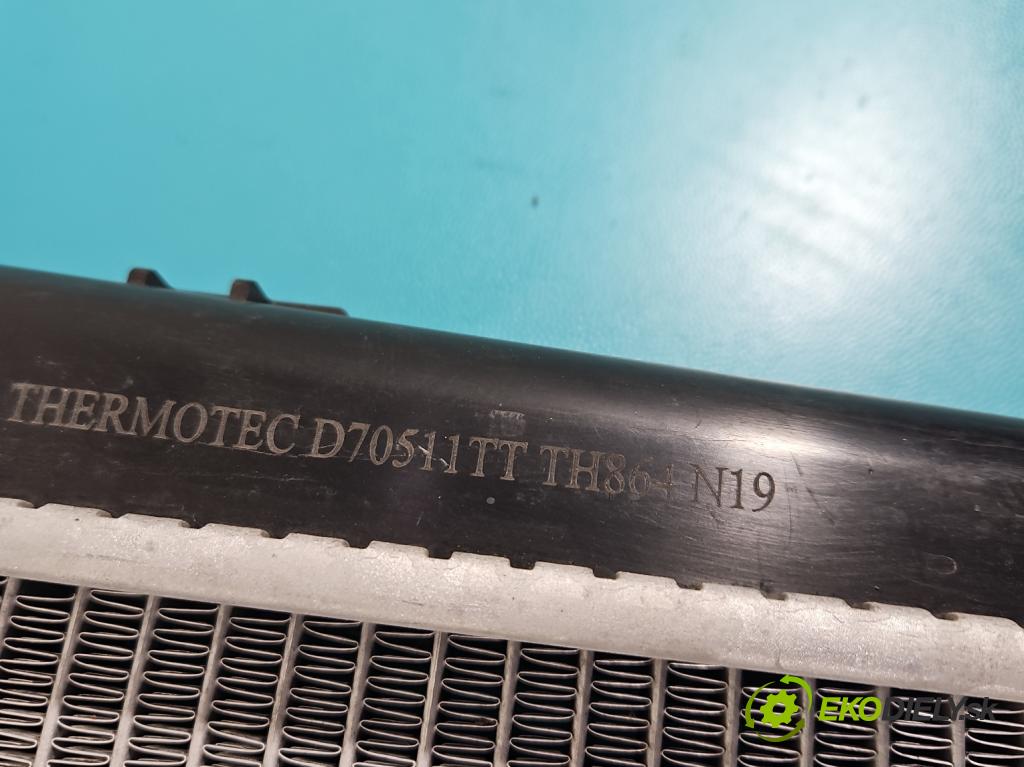 THERMOTEC D70511TT TH864 N19
EKODIELY.sk